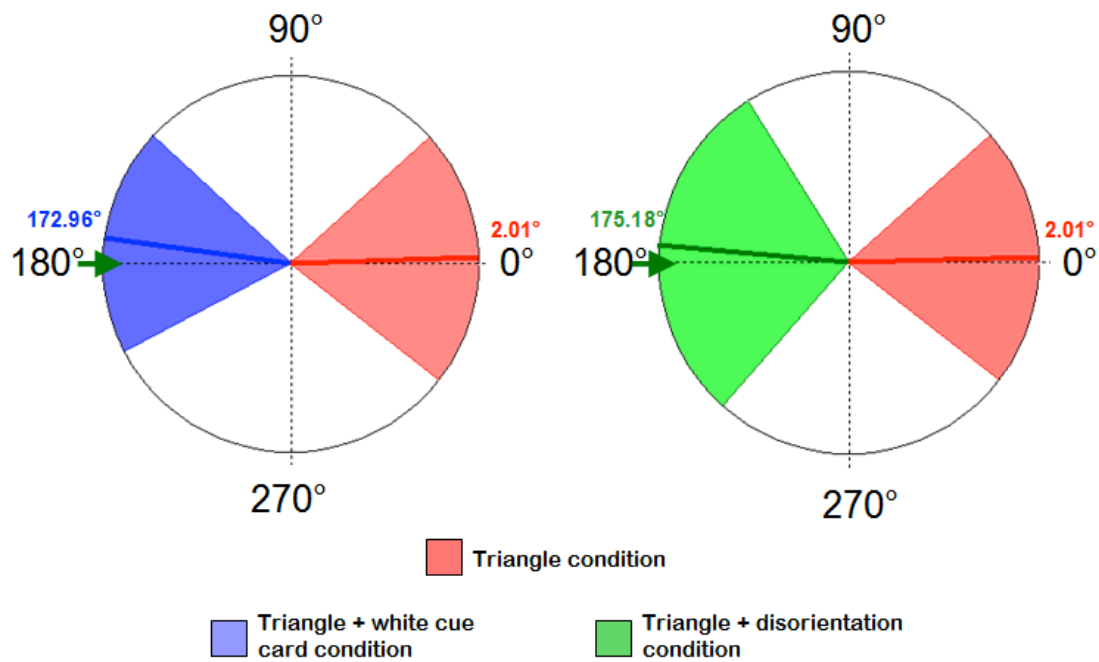 90°
90°
172.96°
180°
2.01°
0°
175.18°
180°
2.01°
0°
270°
270°
Triangle condition
Triangle + white cue
card condition
Triangle + disorientation
condition